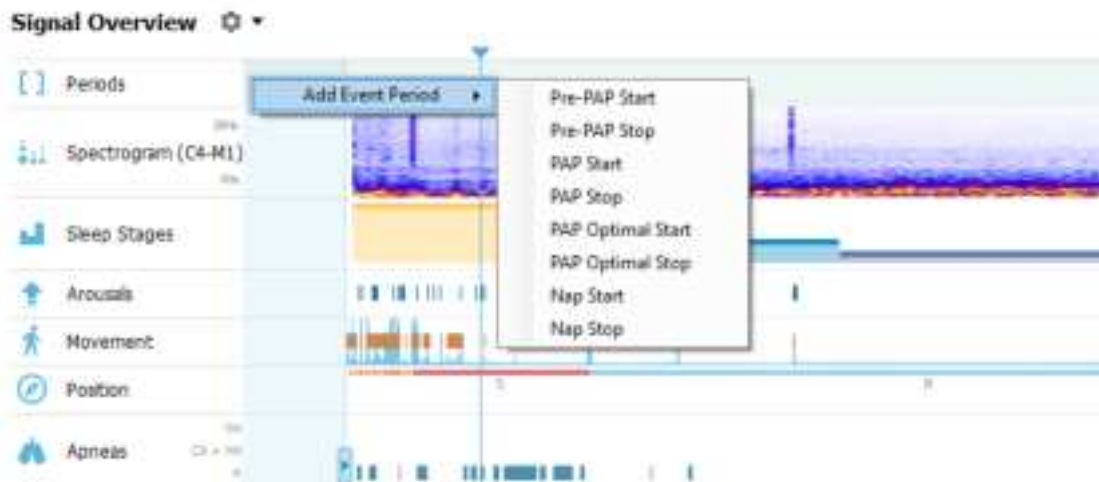 Signal Overview
Periods
Add Event Period
Pre-PAP Start
Pre-PAP Stop
PAP Start
PAP Stop
PAP Optimal Start
PAP Optimal Stop
Nap Start
Nap Stop
Spectrogram (C4-M1)
Sleep Stages
Arousals
Movement
Position
S
Apneas